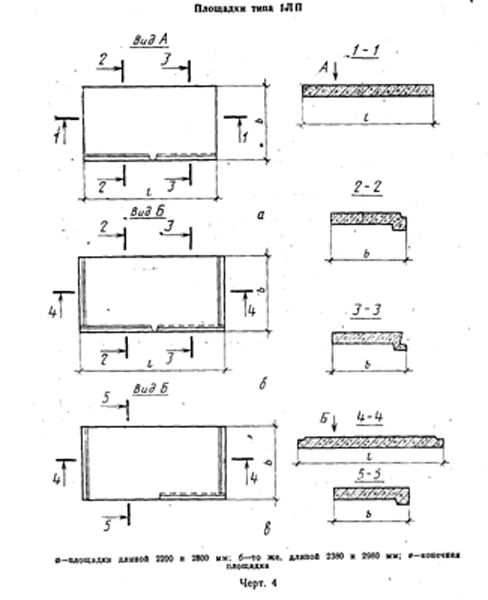 Площадки типа 1ЛП
Вид А
2 3
1 1
b
2 3
l
а
1-1
А
l
Вид Б
2 3
4 4
b
2 3
l
б
2-2
b
3-3
b
Вид Б
5
4 4
b
5
в
Б 4-4
l
5-5
b
а—площадки длиной 2200 и 2800 мм; б—то же, длиной 2380 и 2980 мм; в—конечная
площадка
Черт. 4